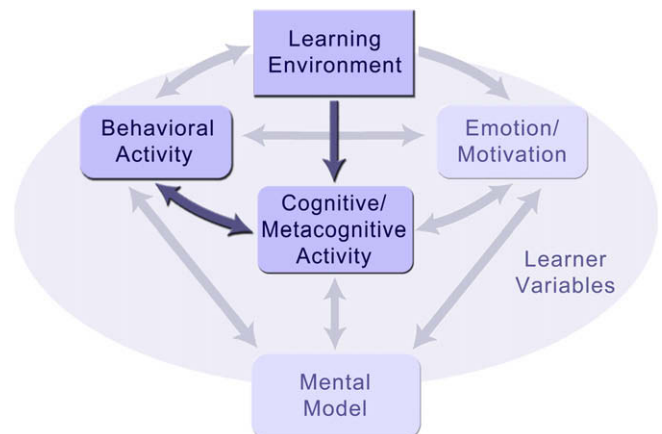 Learning
Environment
Behavioral
Activity
Emotion/
Motivation
Cognitive/
Metacognitive
Activity
Learner
Variables
Mental
Model